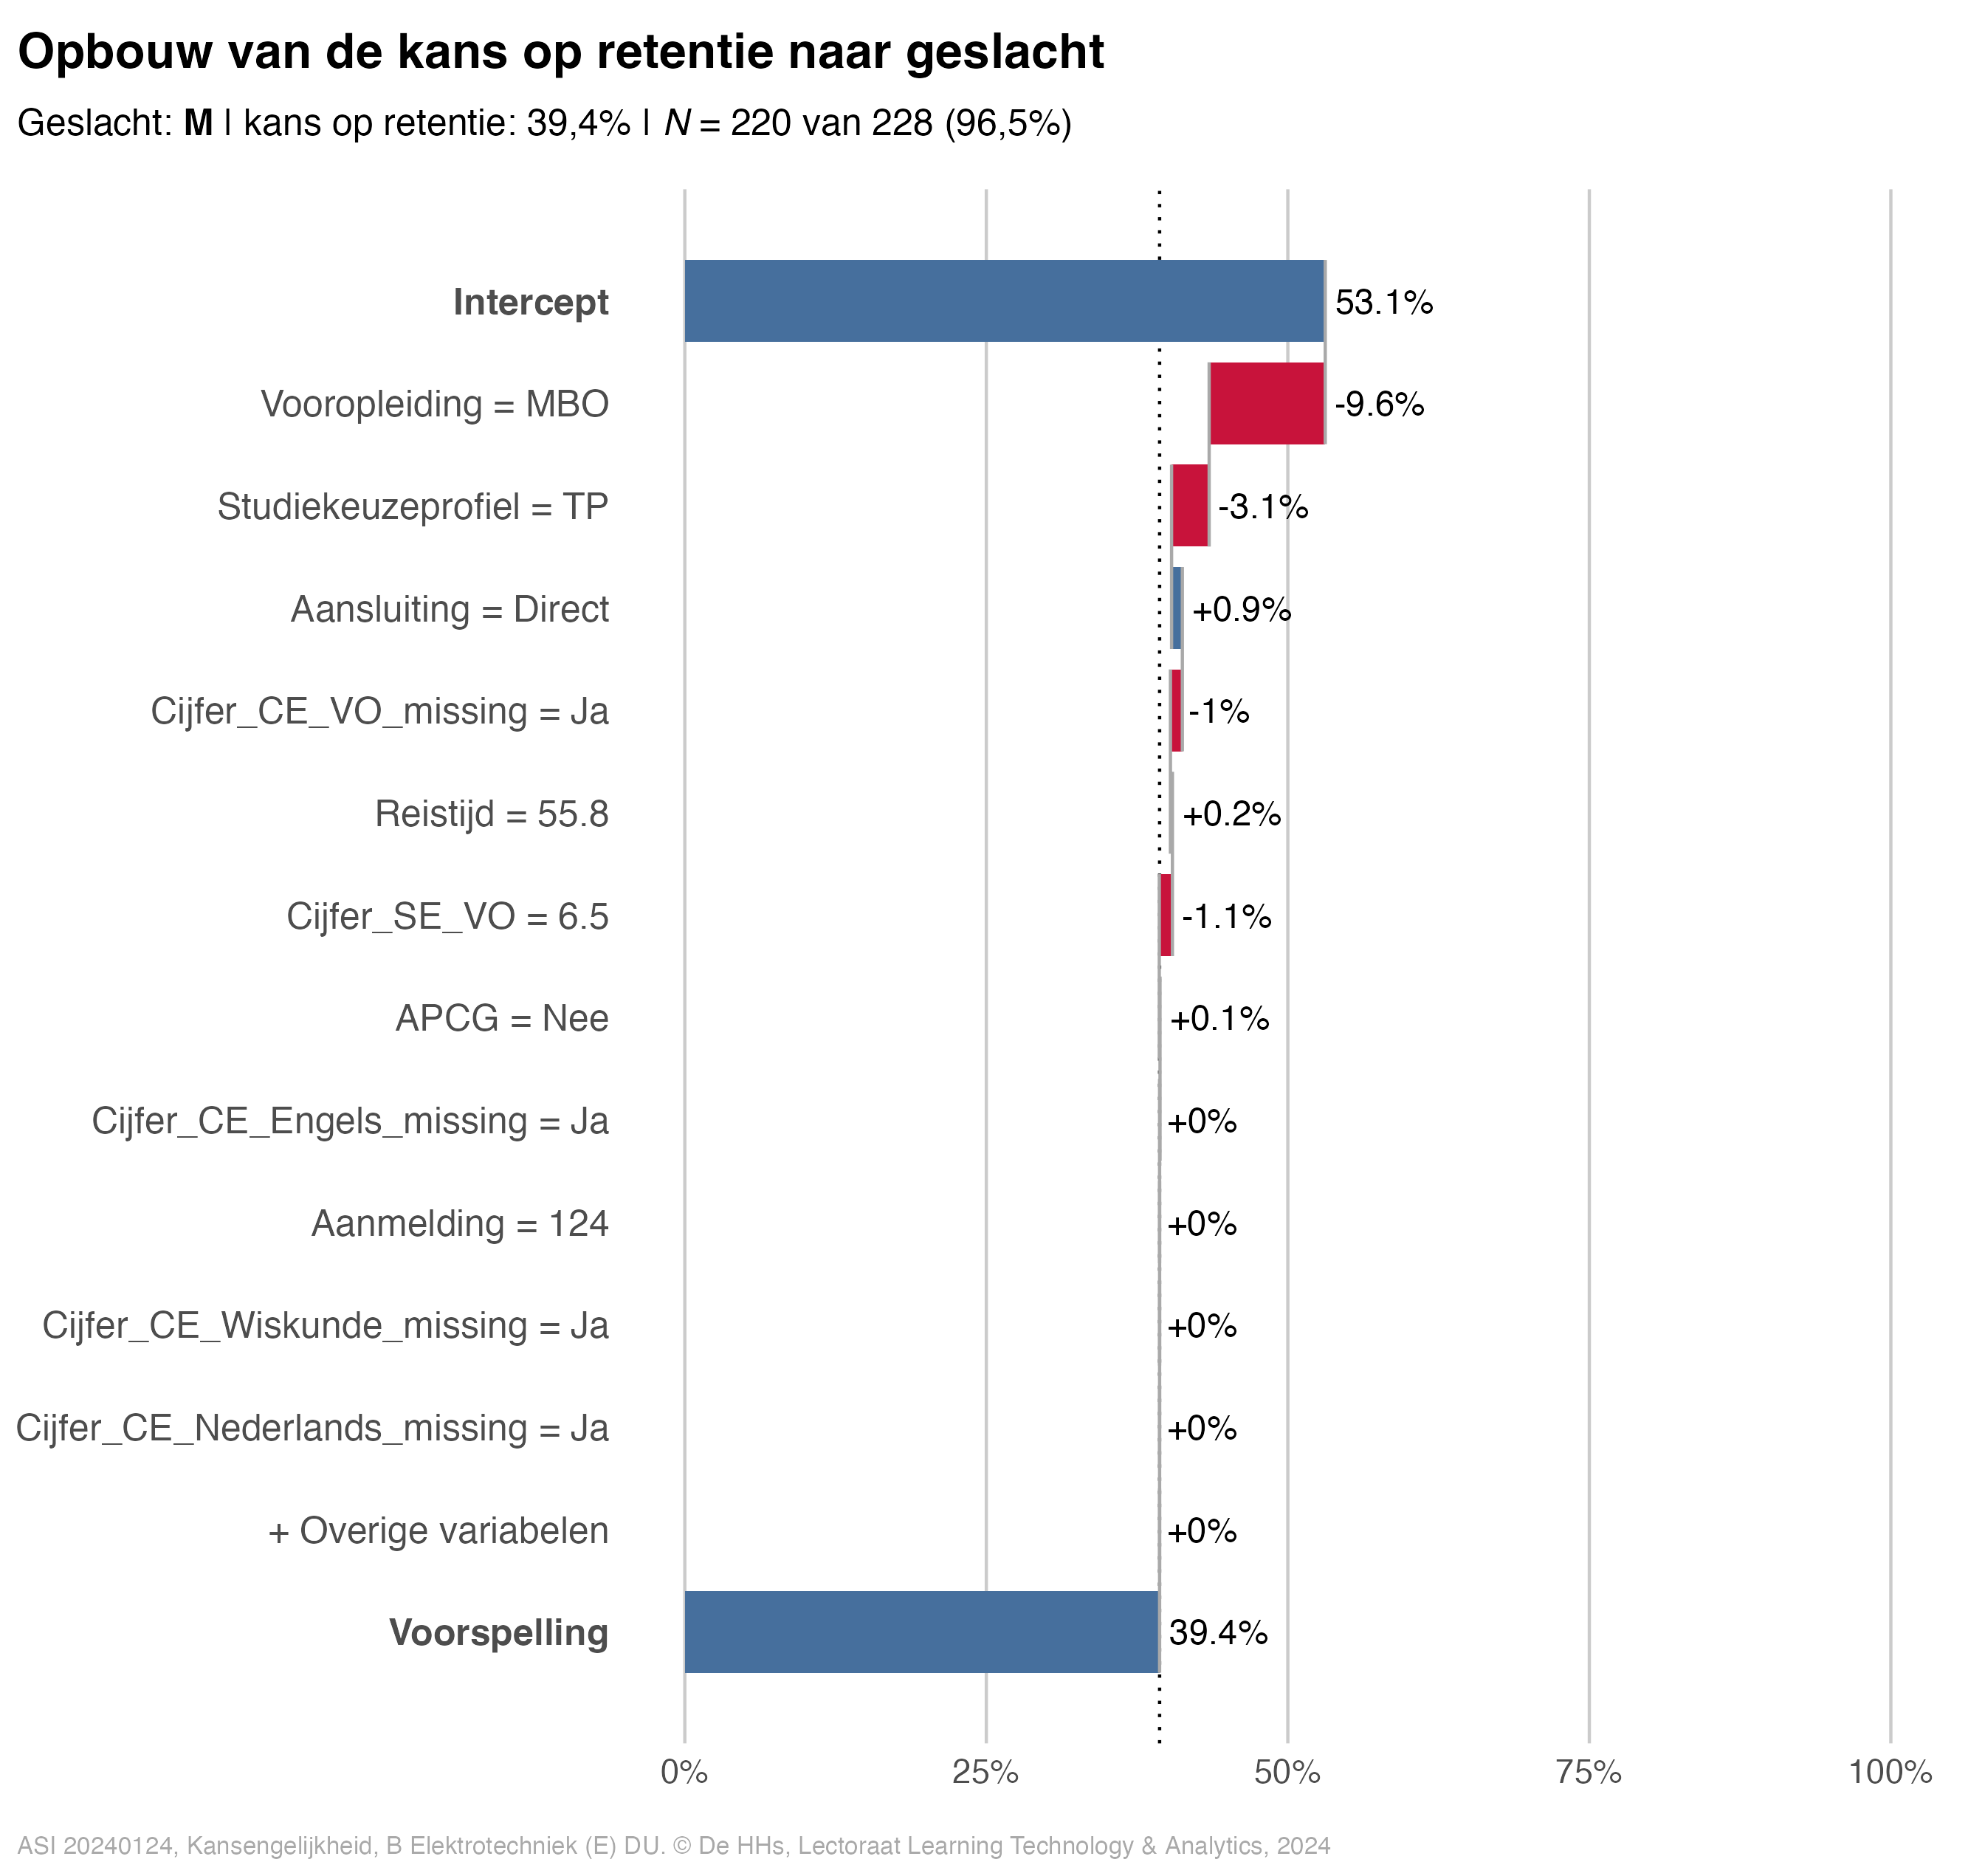 Opbouw van de kans op retentie naar geslacht
Geslacht: M | kans op retentie: 39,4% | N = 220 van 228 (96,5%)
Intercept 53.1%
Vooropleiding = MBO -9.6%
Studiekeuzeprofiel = TP -3.1%
Aansluiting = Direct +0.9%
Cijfer_CE_VO_missing = Ja -1%
Reistijd = 55.8 +0.2%
Cijfer_SE_VO = 6.5 -1.1%
APCG = Nee +0.1%
Cijfer_CE_Engels_missing = Ja +0%
Aanmelding = 124 +0%
Cijfer_CE_Wiskunde_missing = Ja +0%
Cijfer_CE_Nederlands_missing = Ja +0%
+ Overige variabelen +0%
Voorspelling 39.4%
0% 25% 50% 75% 100%
ASI 20240124, Kansengelijkheid, B Elektrotechniek (E) DU. © De HHs, Lectoraat Learning Technology & Analytics, 2024